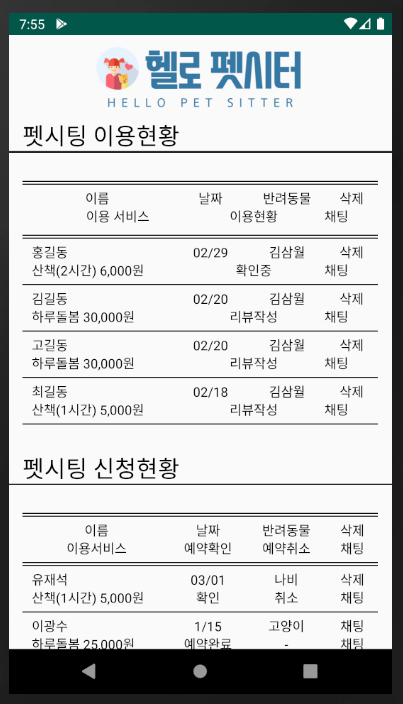 7:55
헬로 펫시터
HELLO PET SITTER
펫시팅 이용현황
이름 날짜 반려동물 삭제
이용 서비스 이용현황 채팅
홍길동 02/29 김삼월 삭제
산책(2시간) 6,000원 확인중 채팅
김길동 02/20 김삼월 삭제
하루돌봄 30,000원 리뷰작성 채팅
고길동 02/20 김삼월 삭제
하루돌봄 30,000원 리뷰작성 채팅
최길동 02/18 김삼월 삭제
산책(1시간) 5,000원 리뷰작성 채팅
펫시팅 신청현황
이름 날짜 반려동물 삭제
이용서비스 예약확인 예약취소 채팅
유재석 03/01 나비 삭제
산책(1시간) 5,000원 확인 취소 채팅
이광수 1/15 고양이 채팅
하루돌봄 25,000원 예약완료 - 채팅